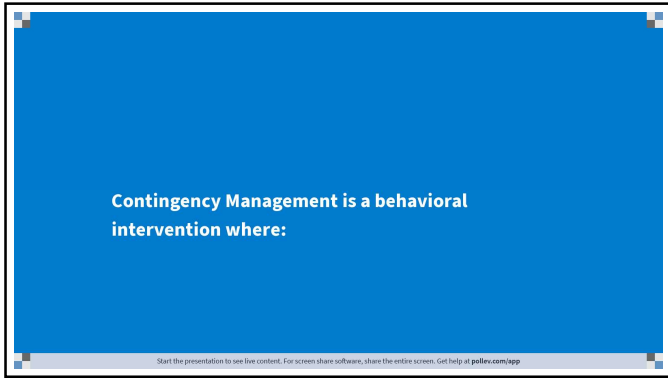 Contingency Management is a behavioral
intervention where:
Start the presentation to see live content. For screen share software, share the entire screen. Get help at pollev.com/app